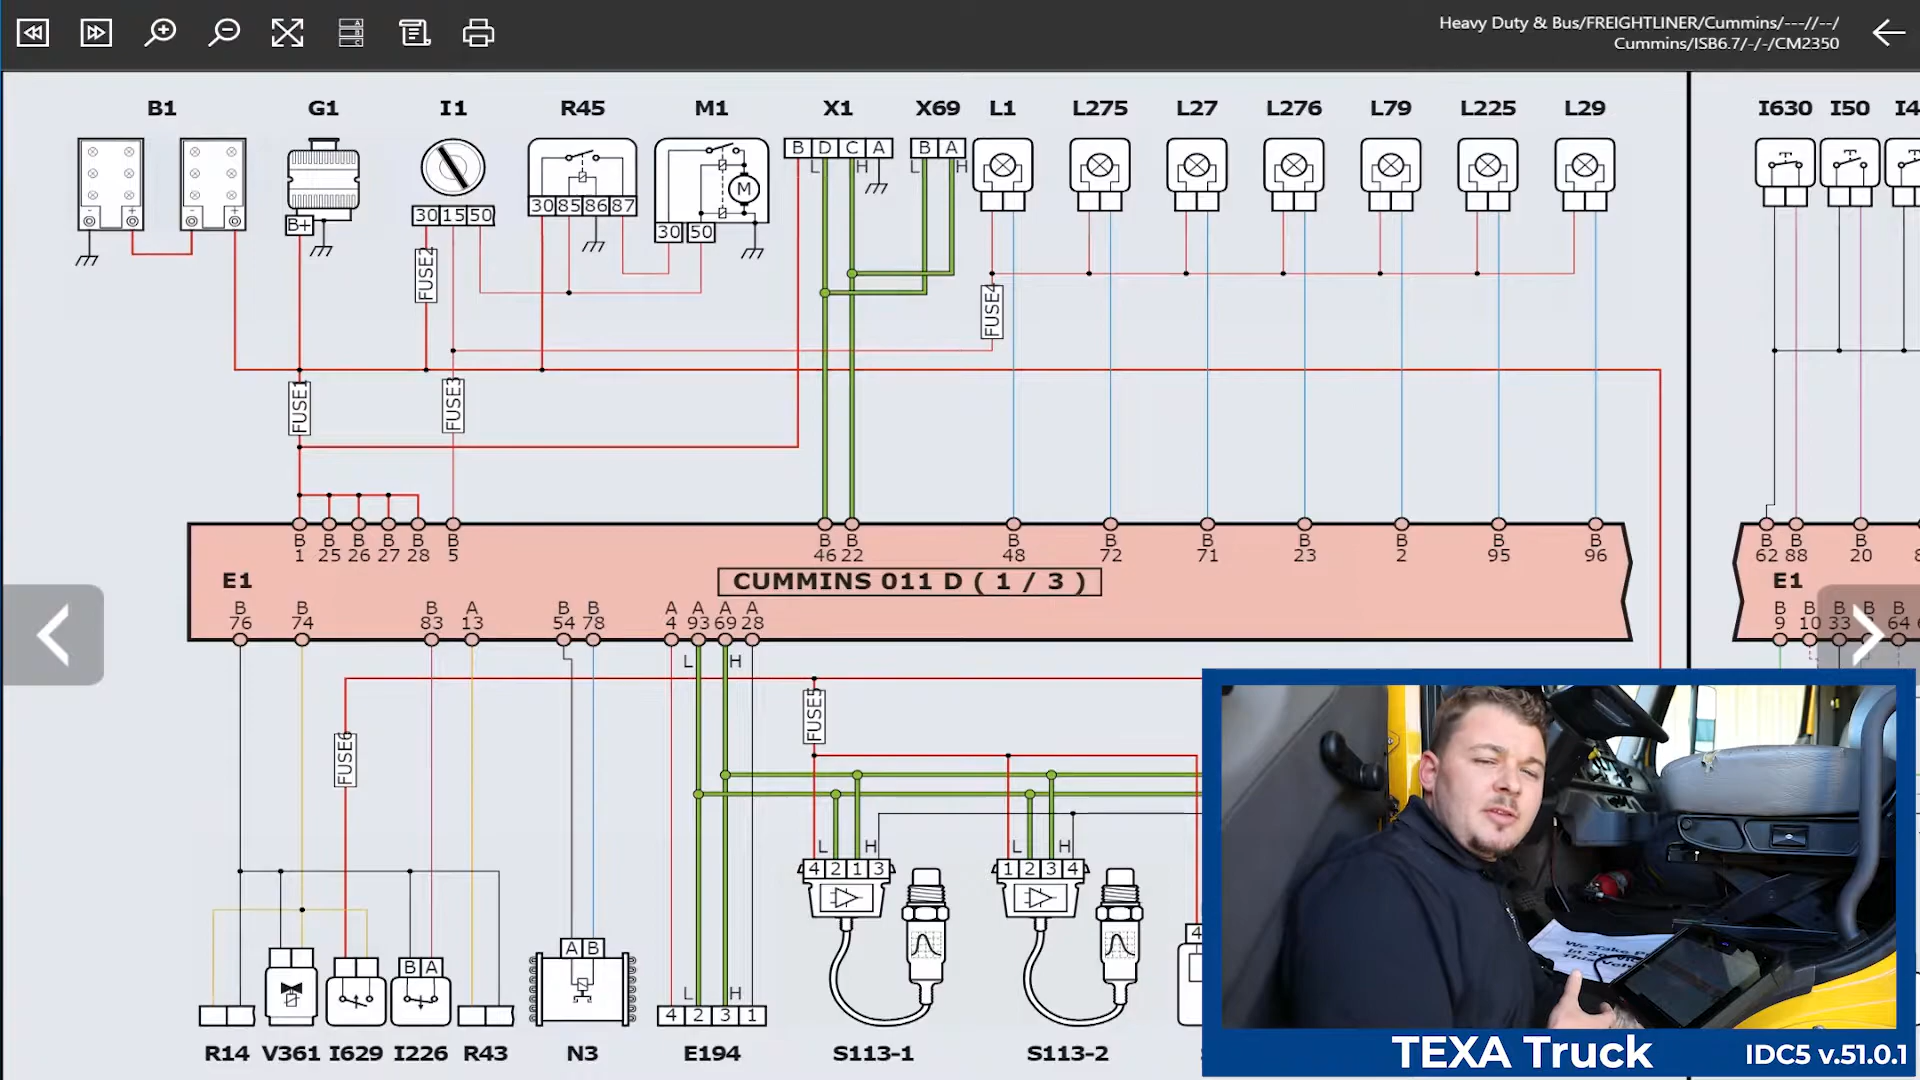 Heavy Duty & Bus/FREIGHTLINER/Cummins/---//--/
Cummins/ISB6.7/-/-/CM2350
B1 G1 I1 R45 M1 X1 X69 L1 L275 L27 L276 L79 L225 L29 I630 I50 I4
B D C A B A
L H L H
- + - +
M
B+ 30 15 50 30 85 86 87 30 50
FUSE2
FUSE4
FUSE1 FUSE3
B B B B B B B B B B B B B B B B B B B
1 25 26 27 28 5 46 22 48 72 71 23 2 95 96 62 88 20
E1 CUMMINS 011 D ( 1 / 3 ) E1
B B B A B B A A A A B B B B
76 74 83 13 54 78 4 93 69 28 9 10 33 64
L H
FUSE5
FUSE6
L H L H
4 2 1 3 1 2 3 4
4
A B
B A
L H
4 2 3 1
R14 V361 I629 I226 R43 N3 E194 S113-1 S113-2
We Take
TEXA Truck IDC5 v.51.0.1